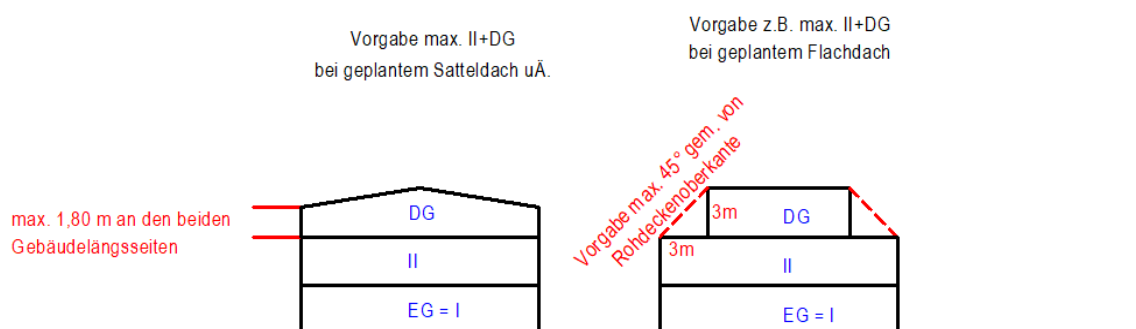 Vorgabe max. II+DG
bei geplantem Satteldach uÄ.
max. 1,80 m an den beiden
Gebäudelängsseiten
DG
II
EG = I
Vorgabe z.B. max. II+DG
bei geplantem Flachdach
Vorgabe max. 45° gem. von
Rohdeckenoberkante
3m
DG
3m
II
EG = I